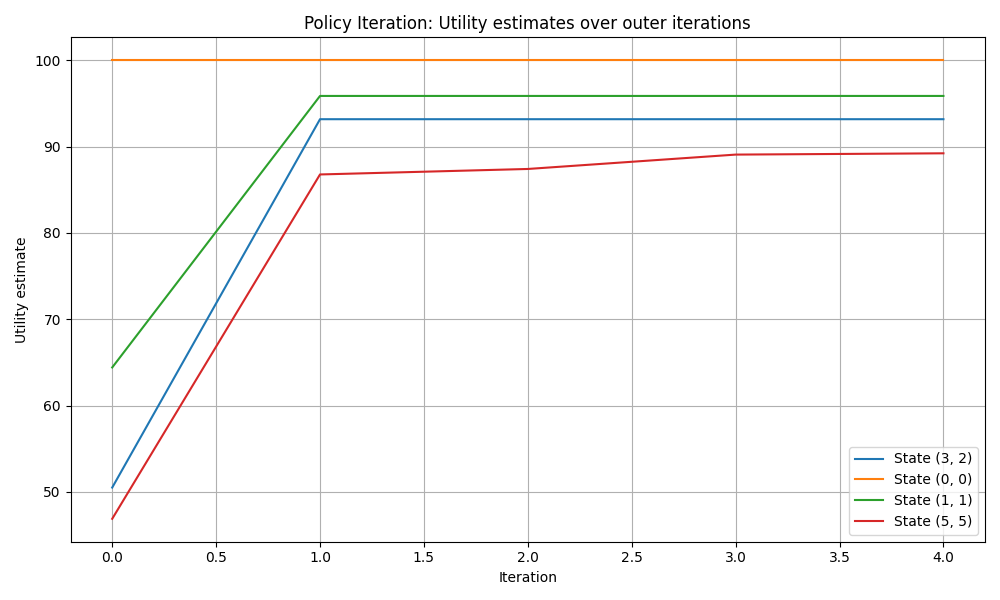 Policy Iteration: Utility estimates over outer iterations
100
90
80
70
60
50
Utility estimate
State (3, 2)
State (0, 0)
State (1, 1)
State (5, 5)
0.0 0.5 1.0 1.5 2.0 2.5 3.0 3.5 4.0
Iteration